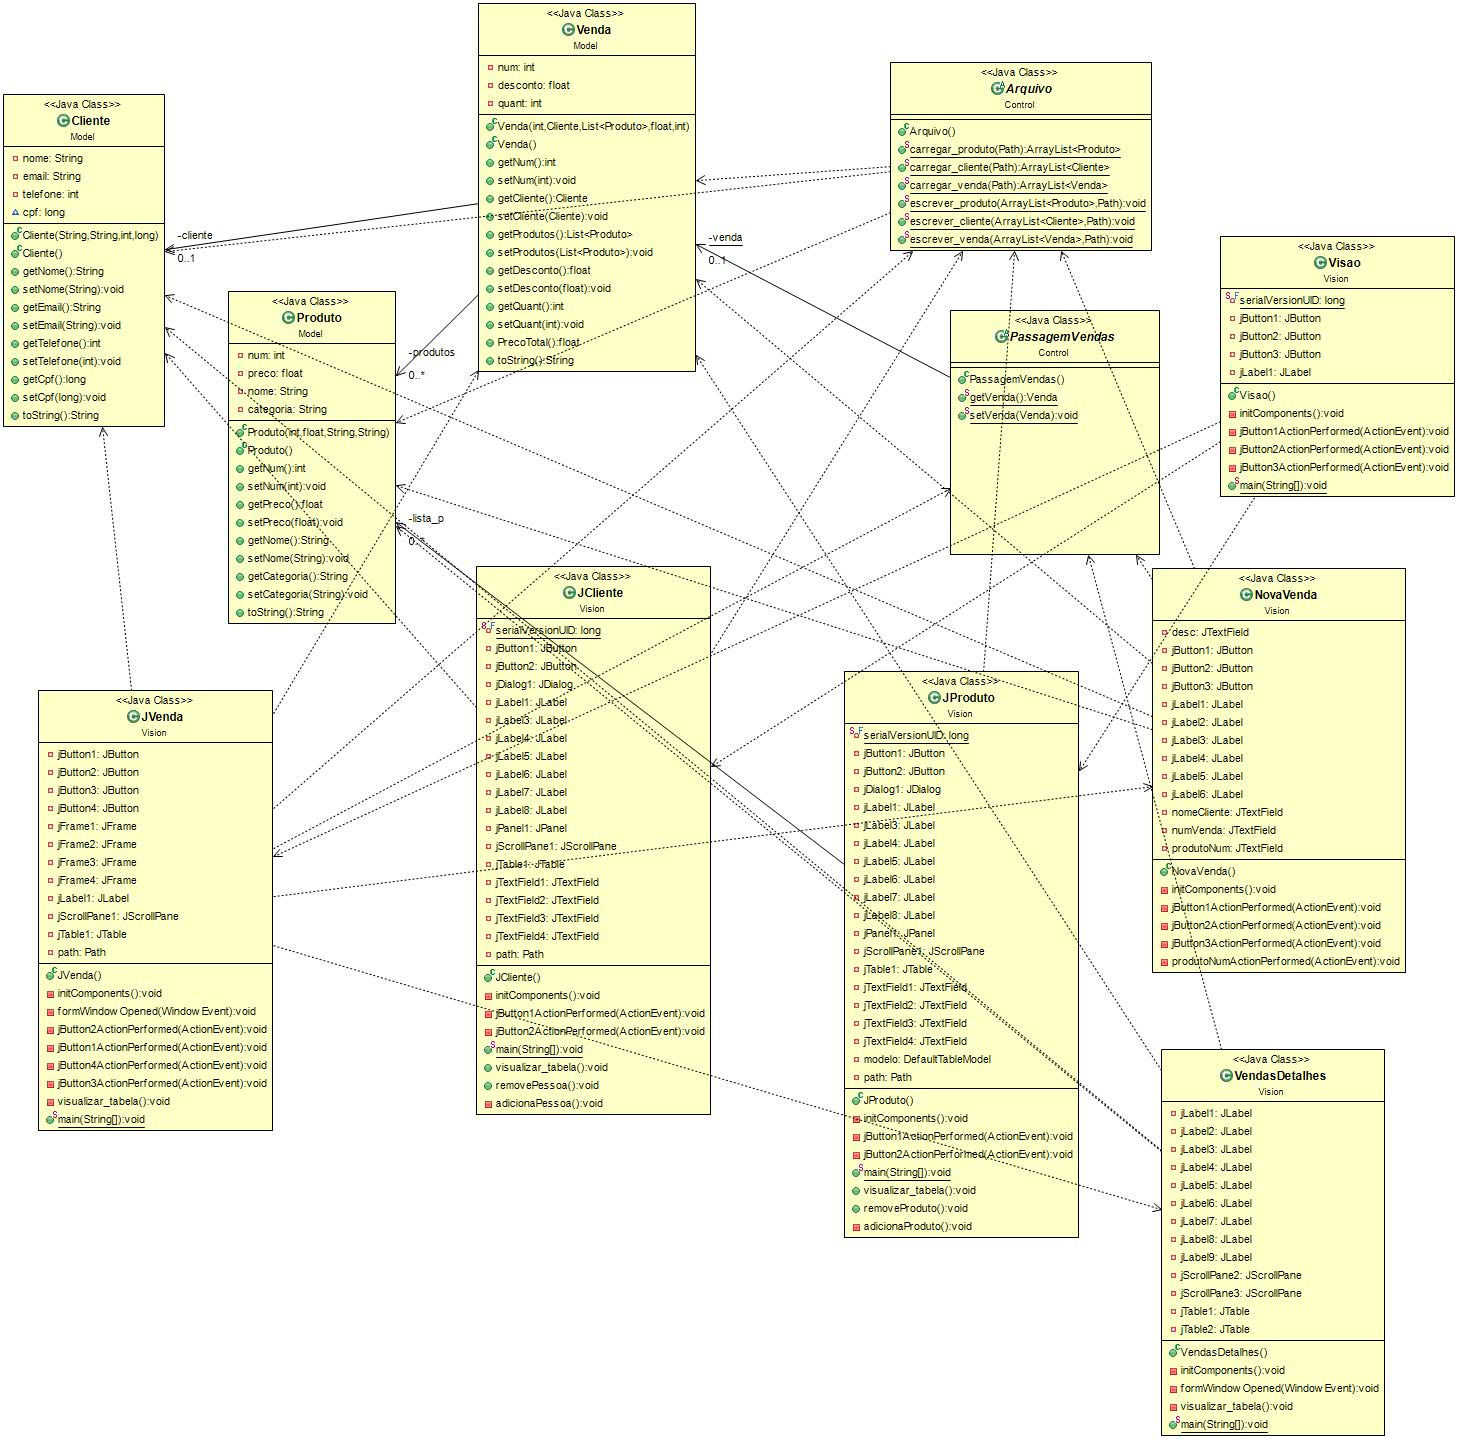 <<Java Class>>
Venda
Model
num: int
desconto: float
quant: int
Venda(int,Cliente,List<Produto>,float,int)
Venda()
getNum():int
setNum(int):void
getCliente():Cliente
setCliente(Cliente):void
getProdutos():List<Produto>
setProdutos(List<Produto>):void
getDesconto():float
setDesconto(float):void
getQuant():int
setQuant(int):void
PrecoTotal():float
toString():String
<<Java Class>>
Arquivo
Control
Arquivo()
carregar_produto(Path):ArrayList<Produto>
carregar_cliente(Path):ArrayList<Cliente>
carregar_venda(Path):ArrayList<Venda>
escrever_produto(ArrayList<Produto>,Path):void
escrever_cliente(ArrayList<Cliente>,Path):void
escrever_venda(ArrayList<Venda>,Path):void
<<Java Class>>
Cliente
Model
nome: String
email: String
telefone: int
cpf: long
Cliente(String,String,int,long)
Cliente()
getNome():String
setNome(String):void
getEmail():String
setEmail(String):void
getTelefone():int
setTelefone(int):void
getCpf():long
setCpf(long):void
toString():String
-cliente
0..1
-venda
0..1
<<Java Class>>
Visao
Vision
serialVersionUID: long
jButton1: JButton
jButton2: JButton
jButton3: JButton
jLabel1: JLabel
Visao()
initComponents():void
jButton1ActionPerformed(ActionEvent):void
jButton2ActionPerformed(ActionEvent):void
jButton3ActionPerformed(ActionEvent):void
main(String[]):void
<<Java Class>>
Produto
Model
num: int
preco: float
nome: String
categoria: String
Produto(int,float,String,String)
Produto()
getNum():int
setNum(int):void
getPreco():float
setPreco(float):void
getNome():String
setNome(String):void
getCategoria():String
setCategoria(String):void
toString():String
-produtos
0..*
<<Java Class>>
PassagemVendas
Control
PassagemVendas()
getVenda():Venda
setVenda(Venda):void
-lista_p
0..*
<<Java Class>>
JCliente
Vision
serialVersionUID: long
jButton1: JButton
jButton2: JButton
jDialog1: JDialog
jLabel1: JLabel
jLabel3: JLabel
jLabel4: JLabel
jLabel5: JLabel
jLabel6: JLabel
jLabel7: JLabel
jLabel8: JLabel
jPanel1: JPanel
jScrollPane1: JScrollPane
jTable1: JTable
jTextField1: JTextField
jTextField2: JTextField
jTextField3: JTextField
jTextField4: JTextField
path: Path
JCliente()
initComponents():void
jButton1ActionPerformed(ActionEvent):void
jButton2ActionPerformed(ActionEvent):void
main(String[]):void
visualizar_tabela():void
removePessoa():void
adicionaPessoa():void
<<Java Class>>
NovaVenda
Vision
desc: JTextField
jButton1: JButton
jButton2: JButton
jButton3: JButton
jLabel1: JLabel
jLabel2: JLabel
jLabel3: JLabel
jLabel4: JLabel
jLabel5: JLabel
jLabel6: JLabel
nomeCliente: JTextField
numVenda: JTextField
produtoNum: JTextField
NovaVenda()
initComponents():void
jButton1ActionPerformed(ActionEvent):void
jButton2ActionPerformed(ActionEvent):void
jButton3ActionPerformed(ActionEvent):void
produtoNumActionPerformed(ActionEvent):void
<<Java Class>>
JProduto
Vision
serialVersionUID: long
jButton1: JButton
jButton2: JButton
jDialog1: JDialog
jLabel1: JLabel
jLabel3: JLabel
jLabel4: JLabel
jLabel5: JLabel
jLabel6: JLabel
jLabel7: JLabel
jLabel8: JLabel
jPanel1: JPanel
jScrollPane1: JScrollPane
jTable1: JTable
jTextField1: JTextField
jTextField2: JTextField
jTextField3: JTextField
jTextField4: JTextField
modelo: DefaultTableModel
path: Path
JProduto()
initComponents():void
jButton1ActionPerformed(ActionEvent):void
jButton2ActionPerformed(ActionEvent):void
main(String[]):void
visualizar_tabela():void
removeProduto():void
adicionaProduto():void
<<Java Class>>
JVenda
Vision
jButton1: JButton
jButton2: JButton
jButton3: JButton
jButton4: JButton
jFrame1: JFrame
jFrame2: JFrame
jFrame3: JFrame
jFrame4: JFrame
jLabel1: JLabel
jScrollPane1: JScrollPane
jTable1: JTable
path: Path
JVenda()
initComponents():void
formWindowOpened(WindowEvent):void
jButton2ActionPerformed(ActionEvent):void
jButton1ActionPerformed(ActionEvent):void
jButton4ActionPerformed(ActionEvent):void
jButton3ActionPerformed(ActionEvent):void
visualizar_tabela():void
main(String[]):void
<<Java Class>>
VendasDetalhes
Vision
jLabel1: JLabel
jLabel2: JLabel
jLabel3: JLabel
jLabel4: JLabel
jLabel5: JLabel
jLabel6: JLabel
jLabel7: JLabel
jLabel8: JLabel
jLabel9: JLabel
jScrollPane2: JScrollPane
jScrollPane3: JScrollPane
jTable1: JTable
jTable2: JTable
VendasDetalhes()
initComponents():void
formWindowOpened(WindowEvent):void
visualizar_tabela():void
main(String[]):void